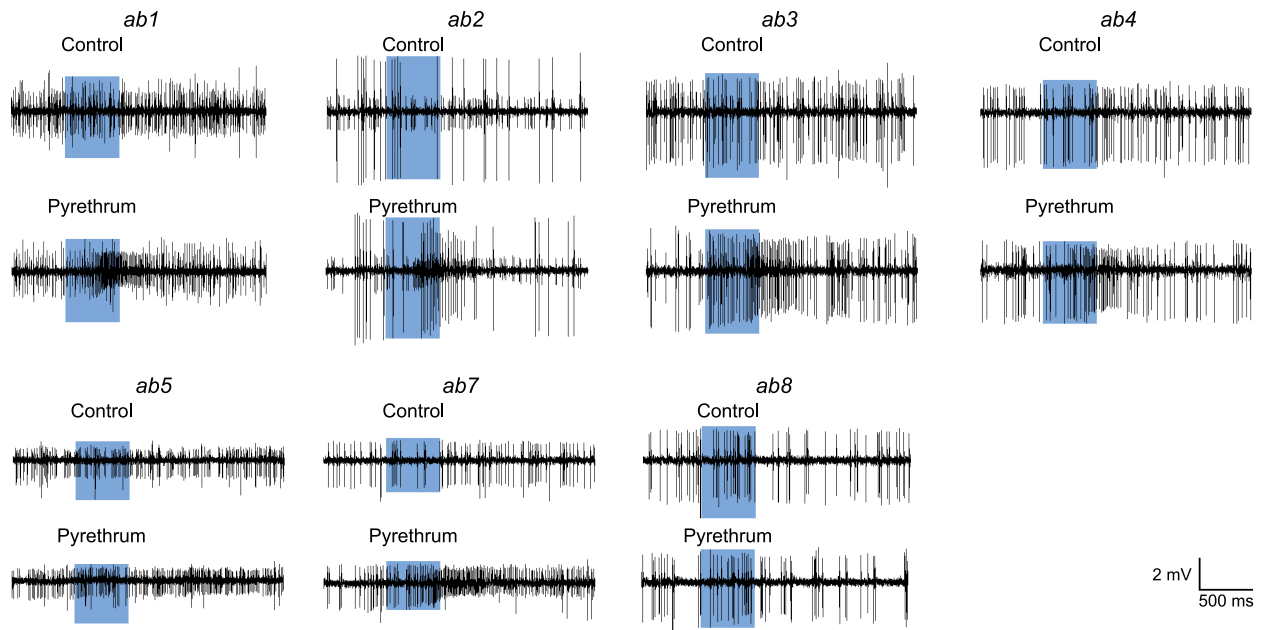 ab1 ab2 ab3 ab4
Control Control Control Control
Pyrethrum Pyrethrum Pyrethrum Pyrethrum
ab5 ab7 ab8
Control Control Control
Pyrethrum Pyrethrum Pyrethrum
2 mV
500 ms